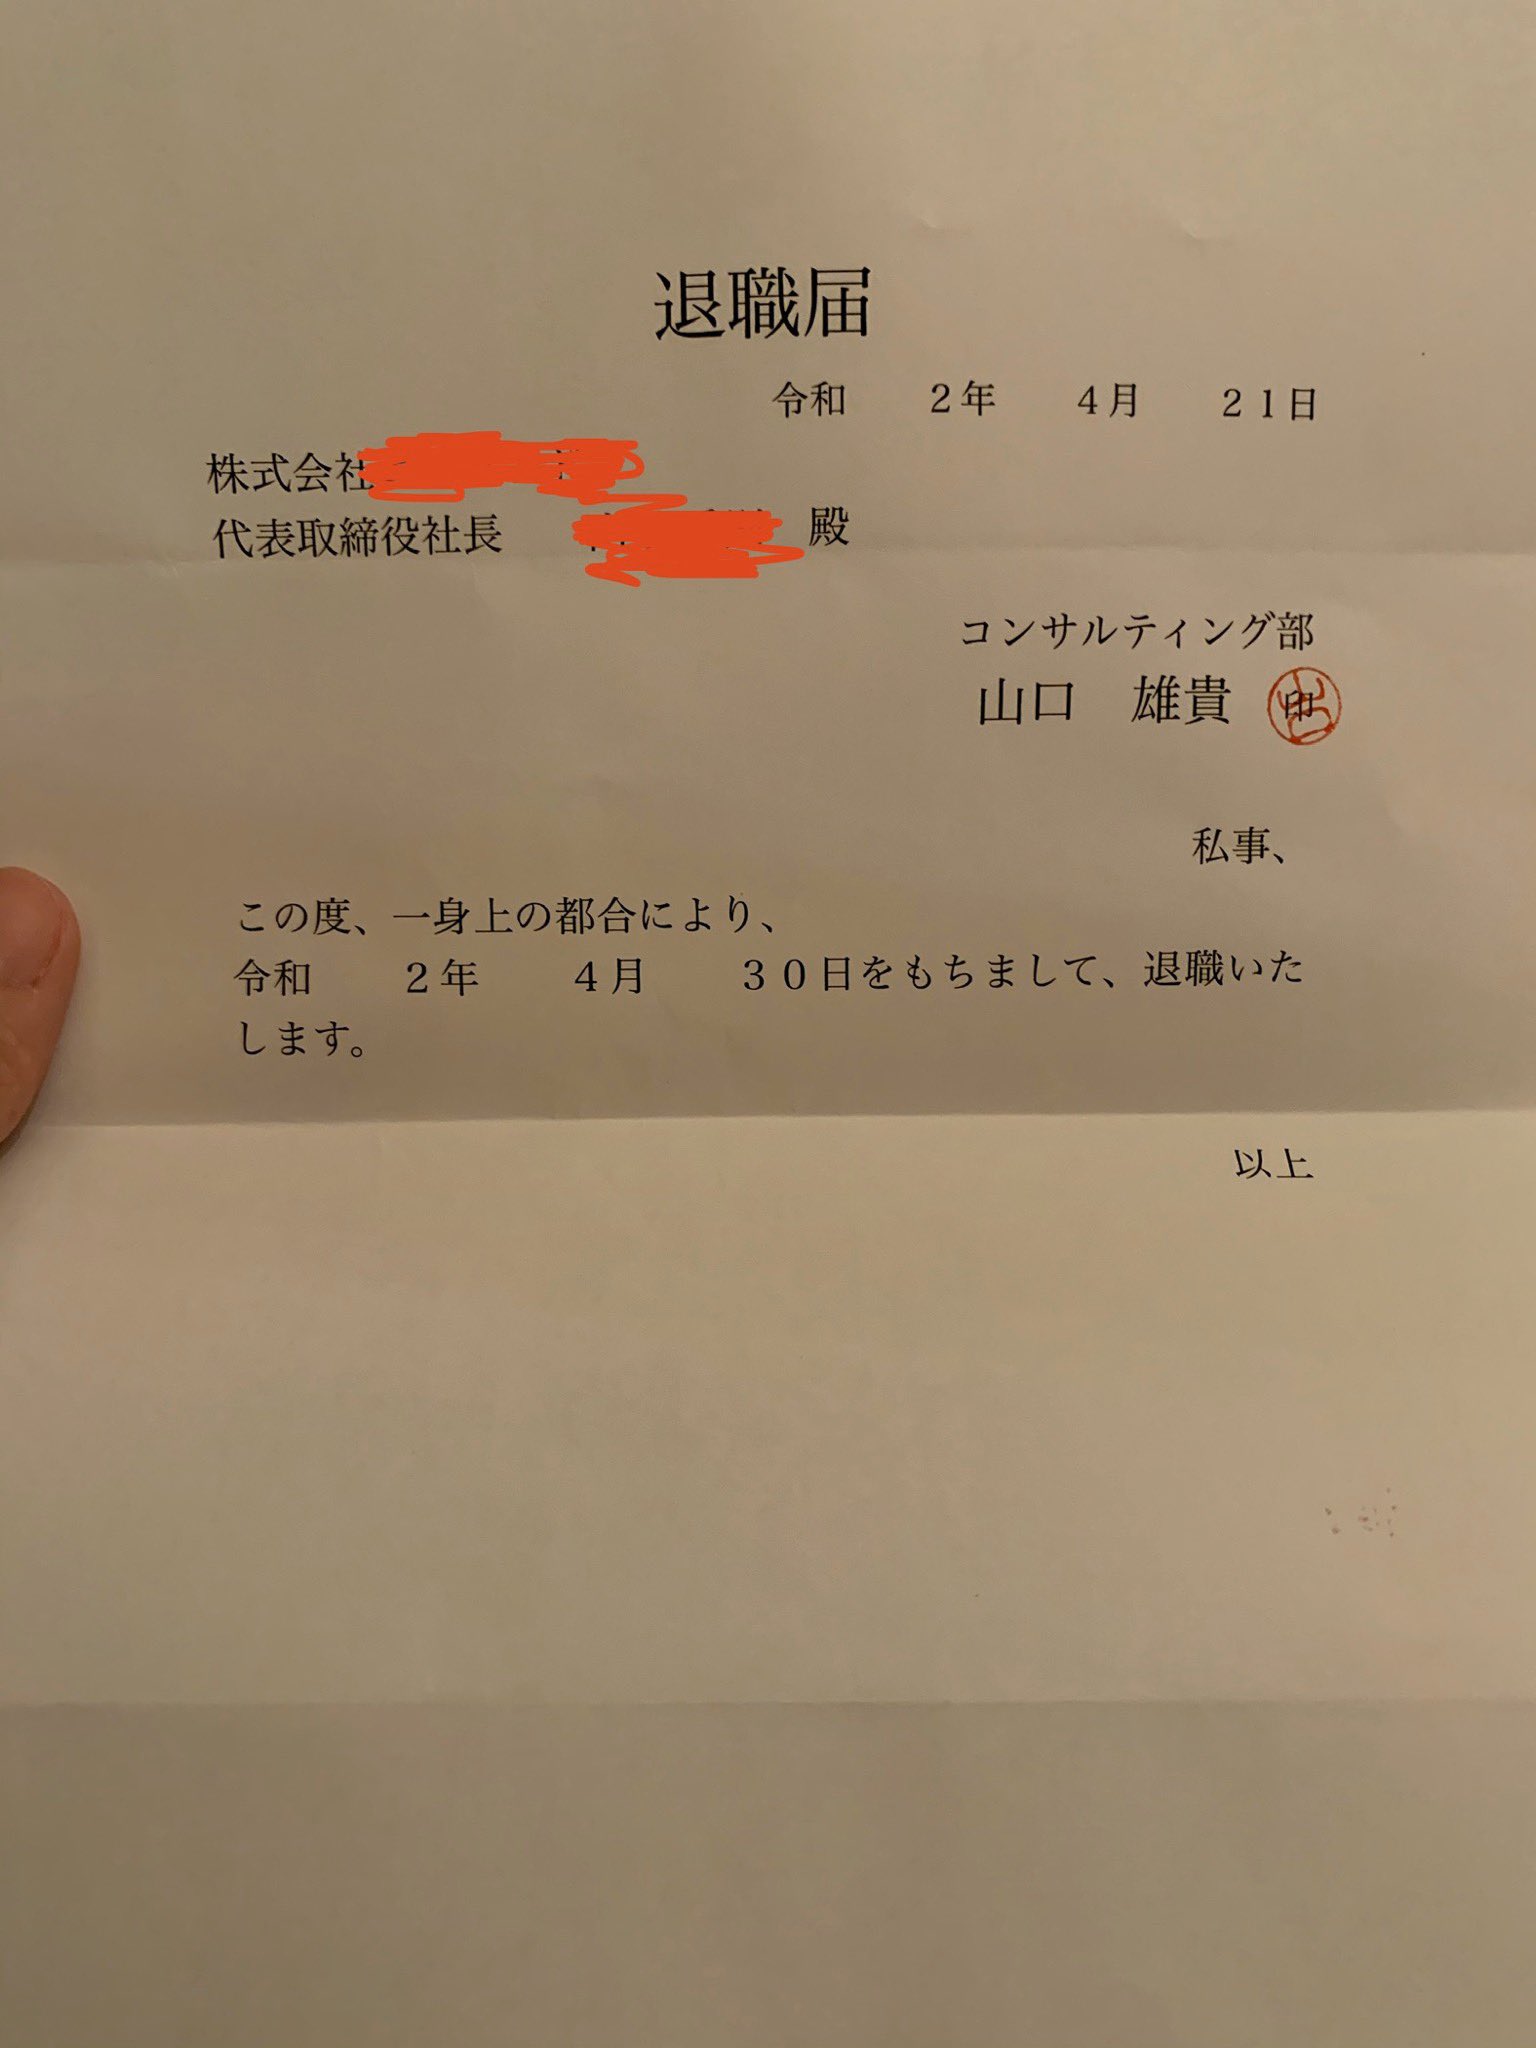 退職届
令和　２年　４月　２１日
株式会社
代表取締役社長　殿
コンサルティング部
山口　雄貴　印
私事、
この度、一身上の都合により、
令和　２年　４月　３０日をもちまして、退職いた
します。
以上